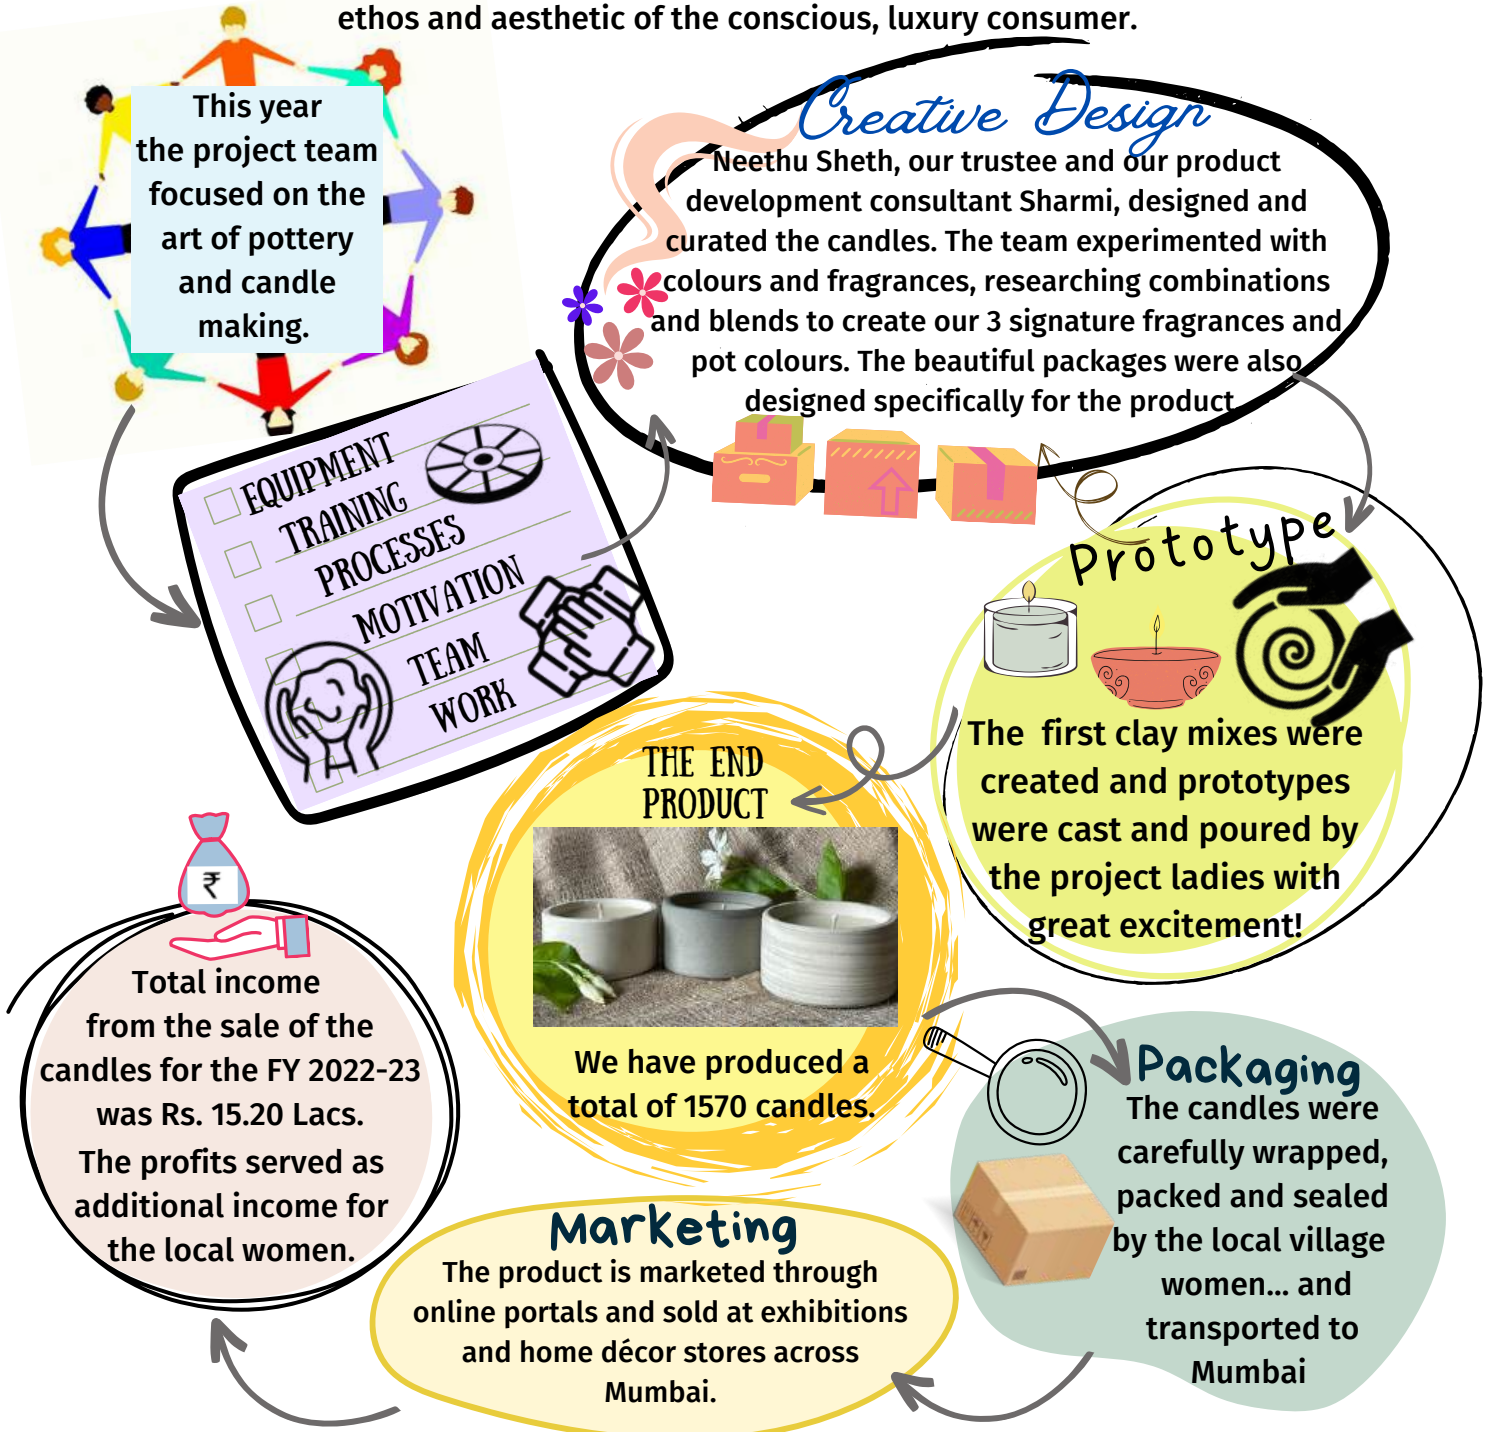 ethos and aesthetic of the conscious, luxury consumer.
This year
the project team
focused on the
art of pottery
and candle
making.
EQUIPMENT
TRAINING
PROCESSES
MOTIVATION
TEAM
WORK
Creative Design
Neethu Sheth, our trustee and our product
development consultant Sharmi, designed and
curated the candles. The team experimented with
colours and fragrances, researching combinations
and blends to create our 3 signature fragrances and
pot colours. The beautiful packages were also
designed specifically for the product
Prototype
The first clay mixes were
created and prototypes
were cast and poured by
the project ladies with
great excitement!
THE END
PRODUCT
We have produced a
total of 1570 candles.
Packaging
The candles were
carefully wrapped,
packed and sealed
by the local village
women... and
transported to
Mumbai
Marketing
The product is marketed through
online portals and sold at exhibitions
and home décor stores across
Mumbai.
₹
Total income
from the sale of the
candles for the FY 2022-23
was Rs. 15.20 Lacs.
The profits served as
additional income for
the local women.